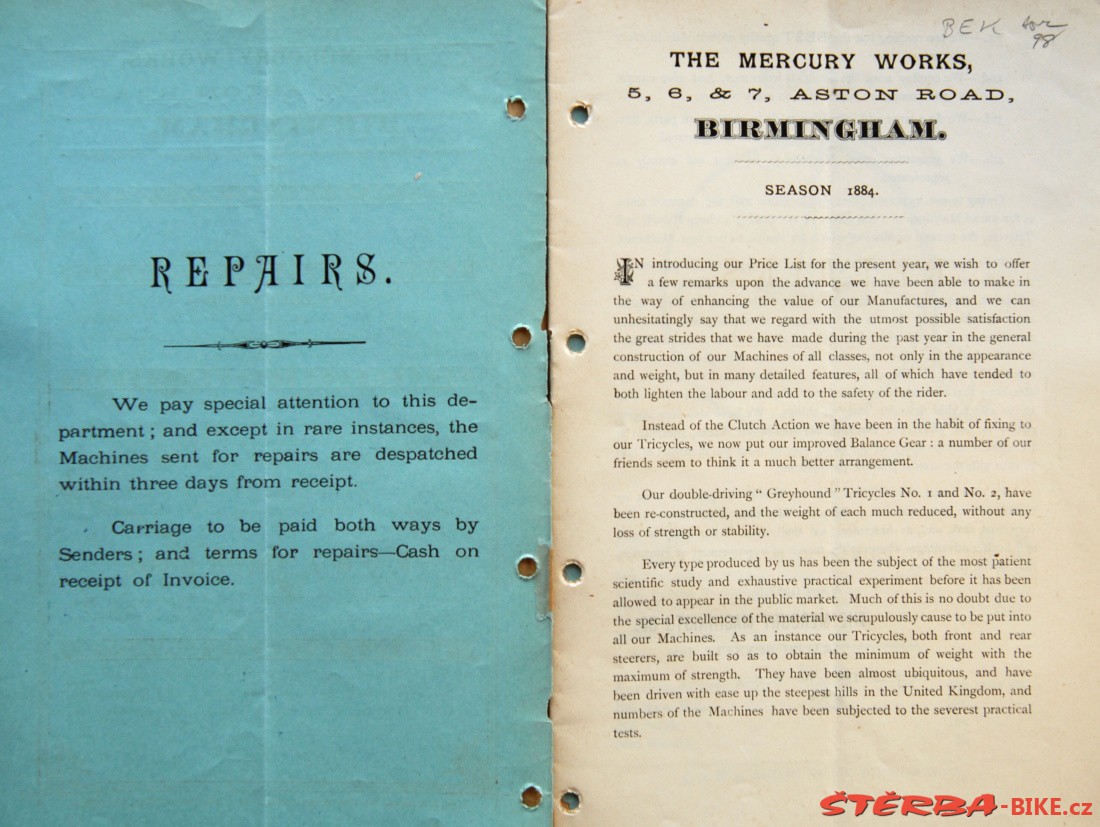 REPAIRS.
We pay special attention to this de-
partment; and except in rare instances, the
Machines sent for repairs are despatched
within three days from receipt.
Carriage to be paid both ways by
Senders; and terms for repairs—Cash on
receipt of Invoice.
BEK
98
THE MERCURY WORKS,
5, 6, & 7, ASTON ROAD,
BIRMINGHAM.
SEASON 1884.
IN introducing our Price List for the present year, we wish to offer
a few remarks upon the advance we have been able to make in
the way of enhancing the value of our Manufactures, and we can
unhesitatingly say that we regard with the utmost possible satisfaction
the great strides that we have made during the past year in the general
construction of our Machines of all classes, not only in the appearance
and weight, but in many detailed features, all of which have tended to
both lighten the labour and add to the safety of the rider.
Instead of the Clutch Action we have been in the habit of fixing to
our Tricycles, we now put our improved Balance Gear : a number of our
friends seem to think it a much better arrangement.
Our double-driving "Greyhound" Tricycles No. 1 and No. 2, have
been re-constructed, and the weight of each much reduced, without any
loss of strength or stability.
Every type produced by us has been the subject of the most patient
scientific study and exhaustive practical experiment before it has been
allowed to appear in the public market. Much of this is no doubt due to
the special excellence of the material we scrupulously cause to be put into
all our Machines. As an instance our Tricycles, both front and rear
steerers, are built so as to obtain the minimum of weight with the
maximum of strength. They have been almost ubiquitous, and have
been driven with ease up the steepest hills in the United Kingdom, and
numbers of the Machines have been subjected to the severest practical
tests.
ŠTĚRBA-BIKE.cz